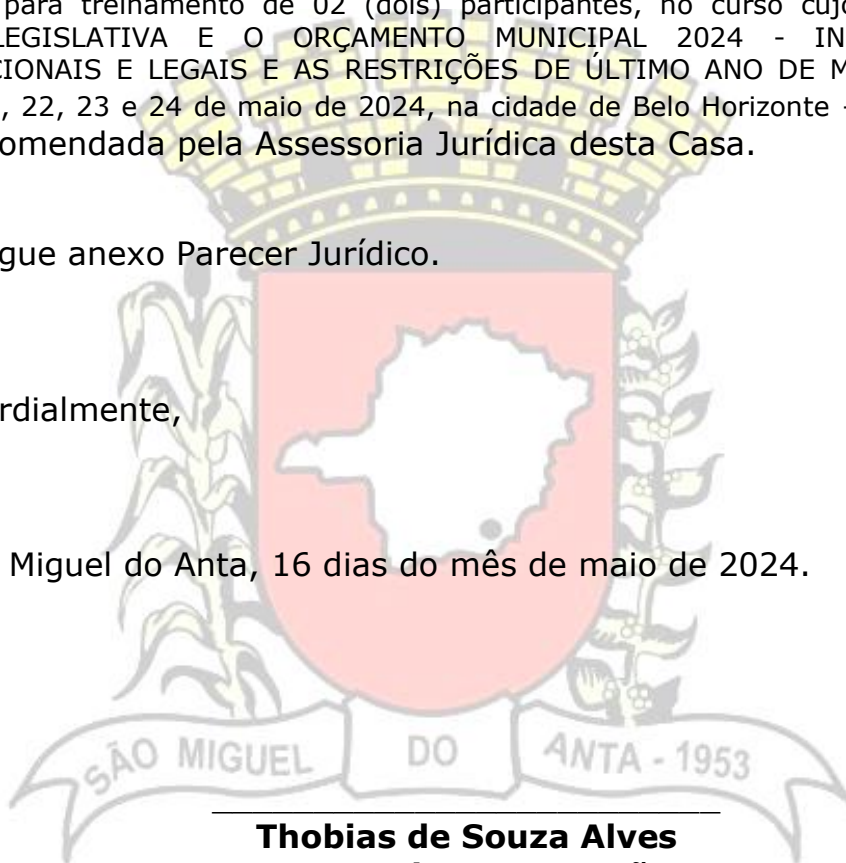 para treinamento de 02 (dois) participantes, no curso cujo
EGISLATIVA E O ORÇAMENTO MUNICIPAL 2024 - IN
CIONAIS E LEGAIS E AS RESTRIÇÕES DE ÚLTIMO ANO DE M
, 22, 23 e 24 de maio de 2024, na cidade de Belo Horizonte -
omendada pela Assessoria Jurídica desta Casa.
gue anexo Parecer Jurídico.
rdialmente,
Miguel do Anta, 16 dias do mês de maio de 2024.
SÃO MIGUEL DO ANTA - 1953
Thobias de Souza Alves